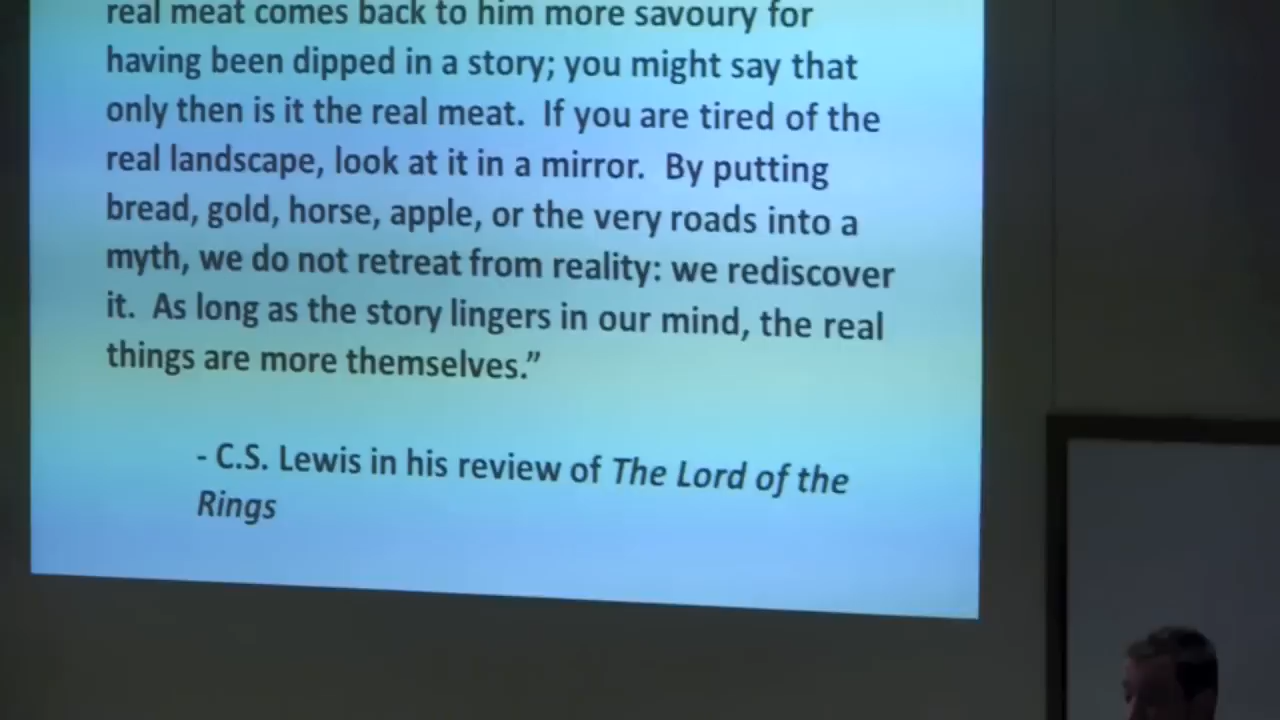 real meat comes back to him more savoury for
having been dipped in a story; you might say that
only then is it the real meat.  If you are tired of the
real landscape, look at it in a mirror.  By putting
bread, gold, horse, apple, or the very roads into a
myth, we do not retreat from reality: we rediscover
it.  As long as the story lingers in our mind, the real
things are more themselves.”
- C.S. Lewis in his review of The Lord of the
Rings